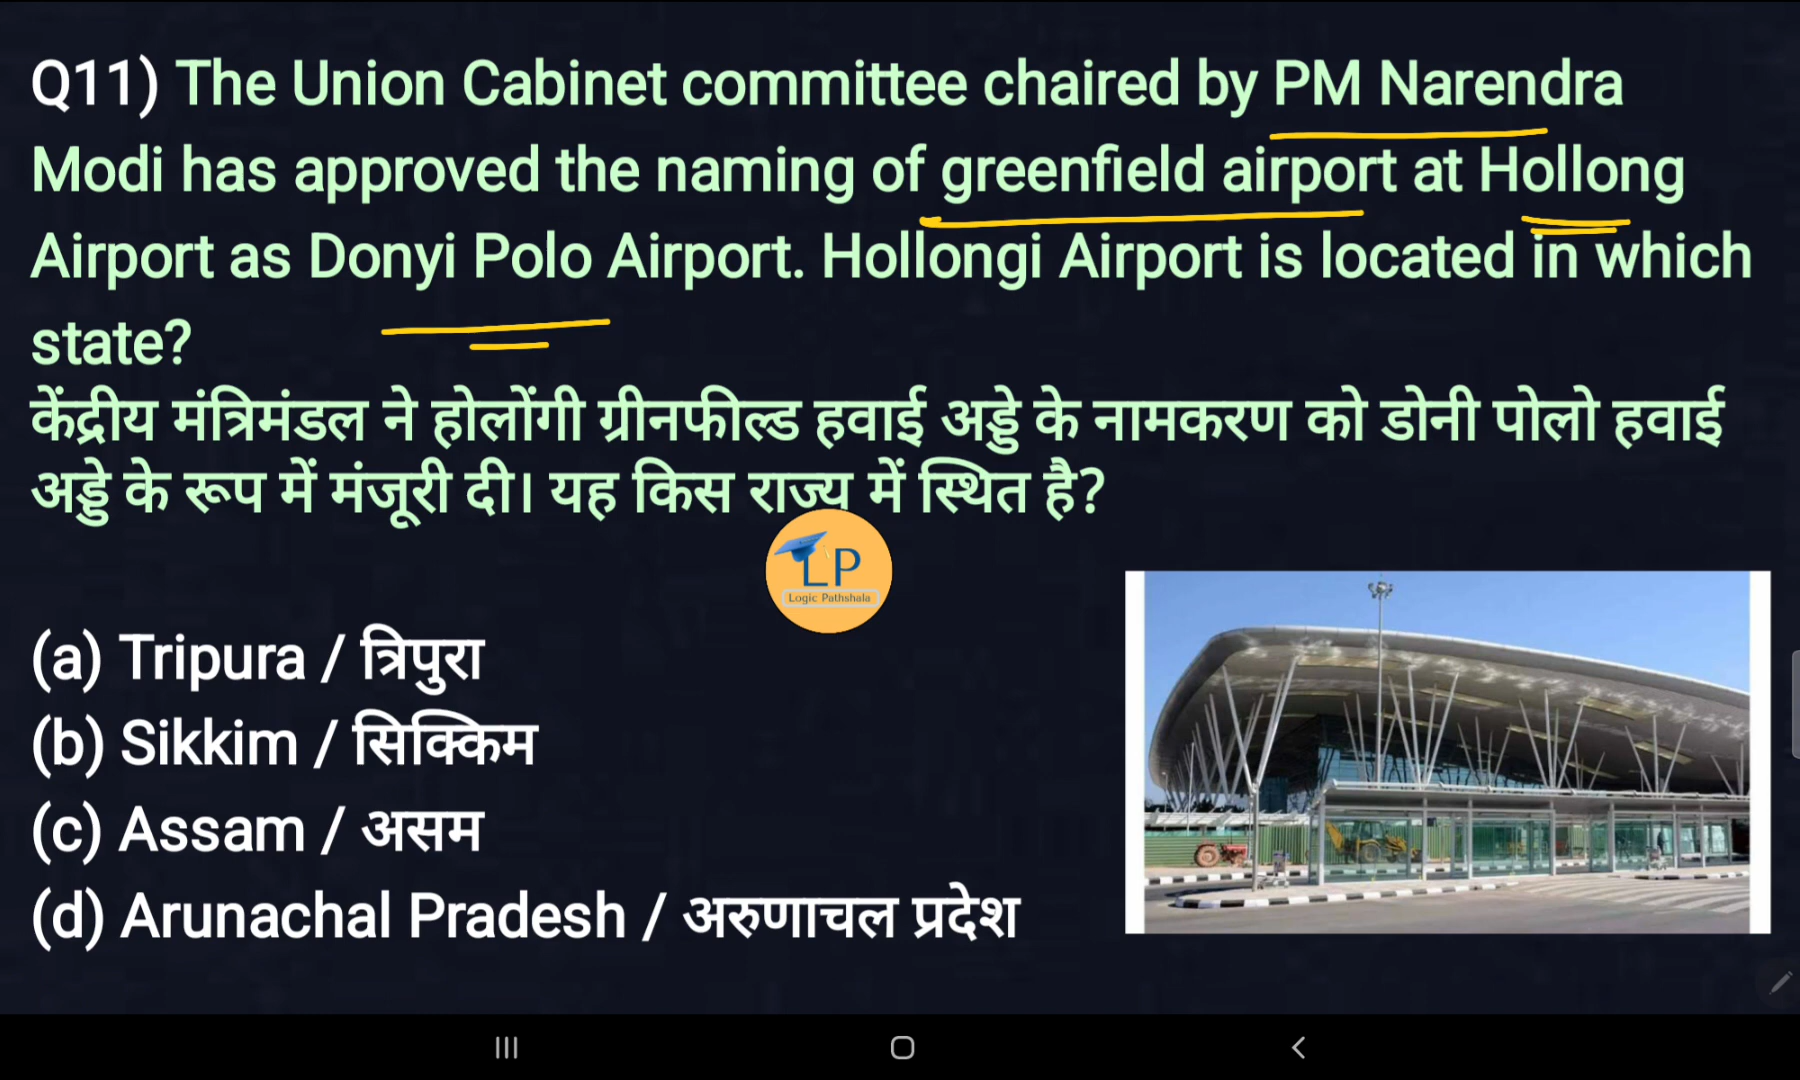 Q11) The Union Cabinet committee chaired by PM Narendra
Modi has approved the naming of greenfield airport at Hollong
Airport as Donyi Polo Airport. Hollongi Airport is located in which
state?
केंद्रीय मंत्रिमंडल ने होलोंगी ग्रीनफील्ड हवाई अड्डे के नामकरण को डोनी पोलो हवाई
अड्डे के रूप में मंजूरी दी। यह किस राज्य में स्थित है?
LP
Logic Pathshala
(a) Tripura / त्रिपुरा
(b) Sikkim / सिक्किम
(c) Assam / असम
(d) Arunachal Pradesh / अरुणाचल प्रदेश